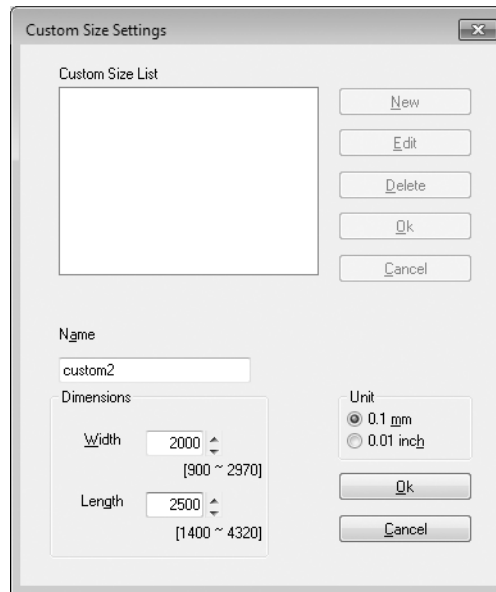 Custom Size Settings
Custom Size List
New
Edit
Delete
Ok
Cancel
Name
custom2
Dimensions
Width 2000
[900 ~ 2970]
Length 2500
[1400 ~ 4320]
Unit
0.1 mm
0.01 inch
Ok
Cancel